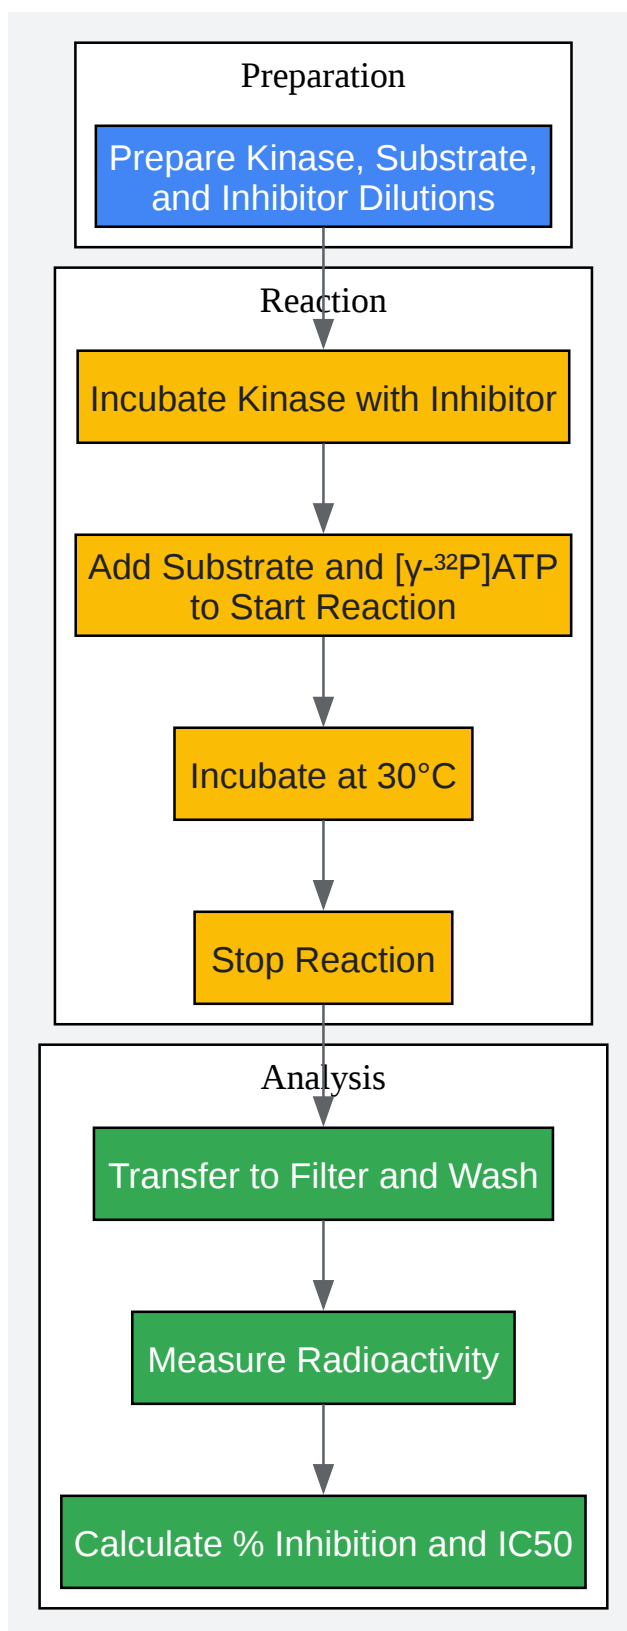 Preparation
Prepare Kinase, Substrate,
and Inhibitor Dilutions
Reaction
Incubate Kinase with Inhibitor
Add Substrate and [γ-³²P]ATP
to Start Reaction
Incubate at 30°C
Stop Reaction
Analysis
Transfer to Filter and Wash
Measure Radioactivity
Calculate % Inhibition and IC50